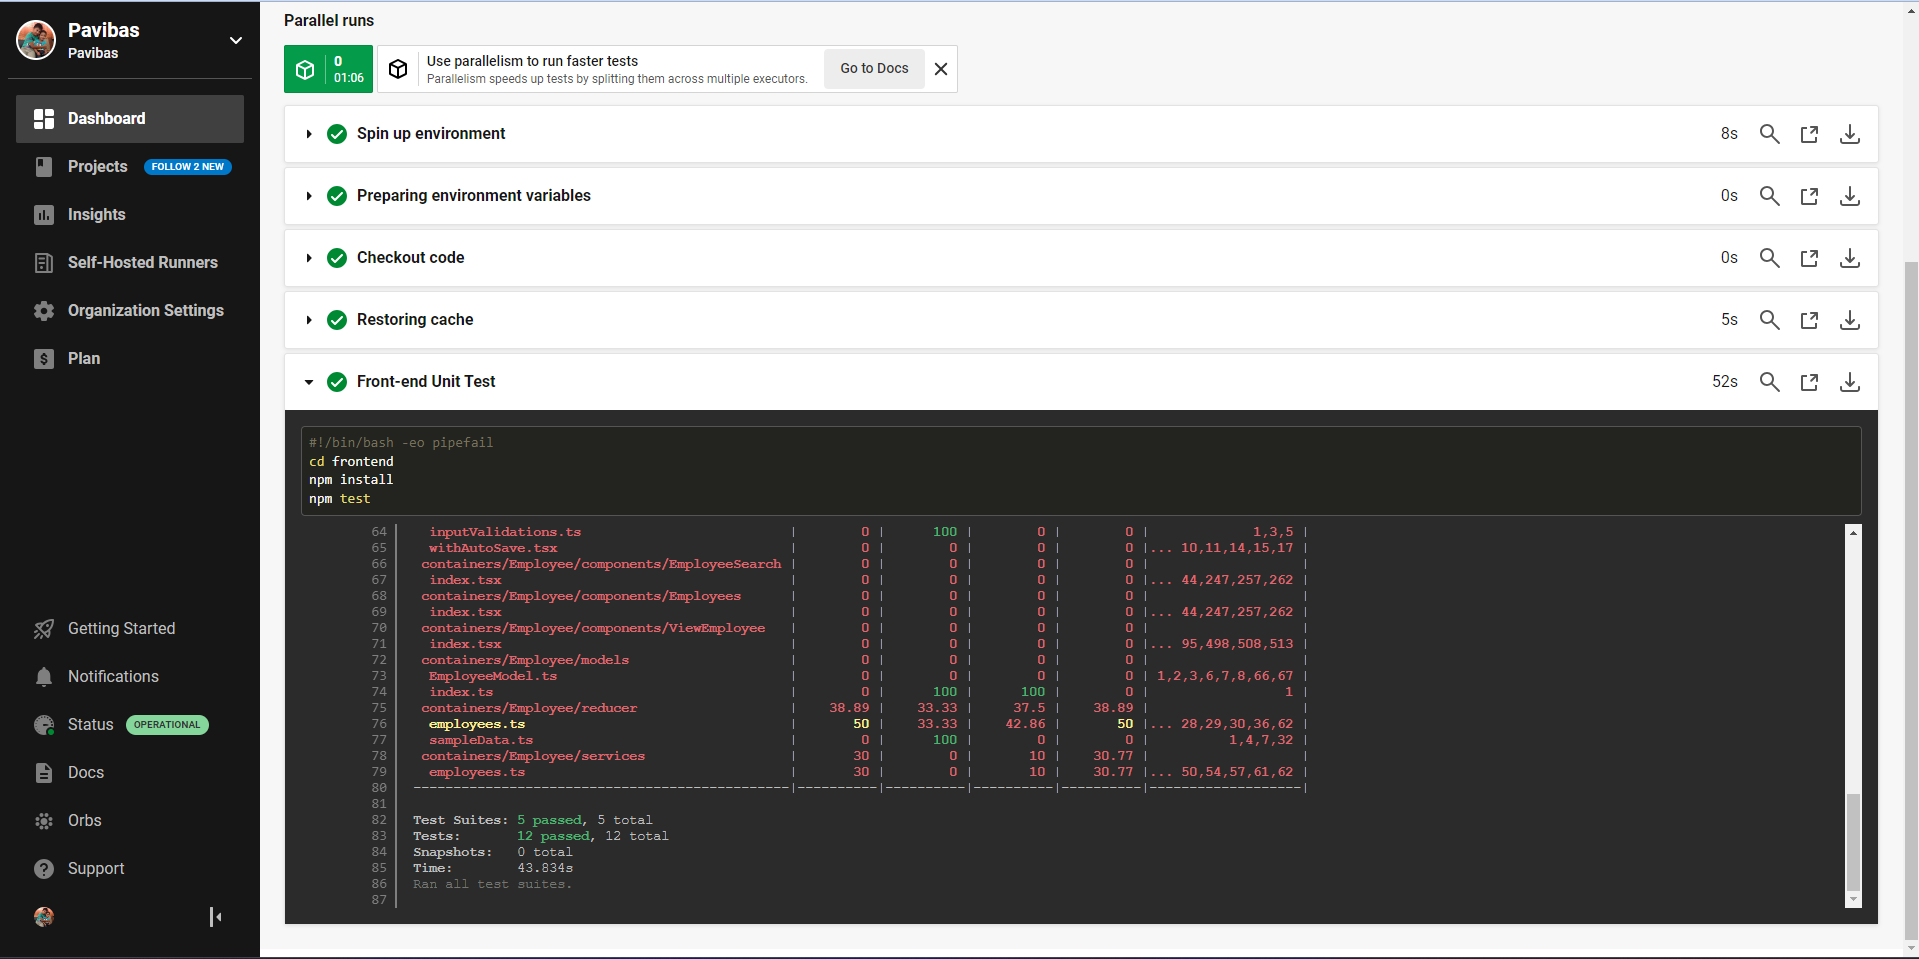 Pavibas
Pavibas
Dashboard
Projects FOLLOW 2 NEW
Insights
Self-Hosted Runners
Organization Settings
Plan
Getting Started
Notifications
Status OPERATIONAL
Docs
Orbs
Support
Parallel runs
0
01:06
Use parallelism to run faster tests
Parallelism speeds up tests by splitting them across multiple executors.
Go to Docs
Spin up environment 8s
Preparing environment variables 0s
Checkout code 0s
Restoring cache 5s
Front-end Unit Test 52s
#!/bin/bash -eo pipefail
cd frontend
npm install
npm test
64 inputValidations.ts | 0 | 100 | 0 | 0 | 1,3,5 |
65 withAutoSave.tsx | 0 | 0 | 0 | 0 |... 10,11,14,15,17 |
66 containers/Employee/components/EmployeeSearch | 0 | 0 | 0 | 0 | |
67 index.tsx | 0 | 0 | 0 | 0 |... 44,247,257,262 |
68 containers/Employee/components/Employees | 0 | 0 | 0 | 0 | |
69 index.tsx | 0 | 0 | 0 | 0 |... 44,247,257,262 |
70 containers/Employee/components/ViewEmployee | 0 | 0 | 0 | 0 | |
71 index.tsx | 0 | 0 | 0 | 0 |... 95,498,508,513 |
72 containers/Employee/models | 0 | 0 | 0 | 0 | |
73 EmployeeModel.ts | 0 | 0 | 0 | 0 | 1,2,3,6,7,8,66,67 |
74 index.ts | 0 | 100 | 100 | 0 | 1 |
75 containers/Employee/reducer | 38.89 | 33.33 | 37.5 | 38.89 | |
76 employees.ts | 50 | 33.33 | 42.86 | 50 |... 28,29,30,36,62 |
77 sampleData.ts | 0 | 100 | 0 | 0 | 1,4,7,32 |
78 containers/Employee/services | 30 | 0 | 10 | 30.77 | |
79 employees.ts | 30 | 0 | 10 | 30.77 |... 50,54,57,61,62 |
80 -----------------------------------------------|----------|----------|----------|----------|-------------------|
81
82 Test Suites: 5 passed, 5 total
83 Tests: 12 passed, 12 total
84 Snapshots: 0 total
85 Time: 43.834s
86 Ran all test suites.
87